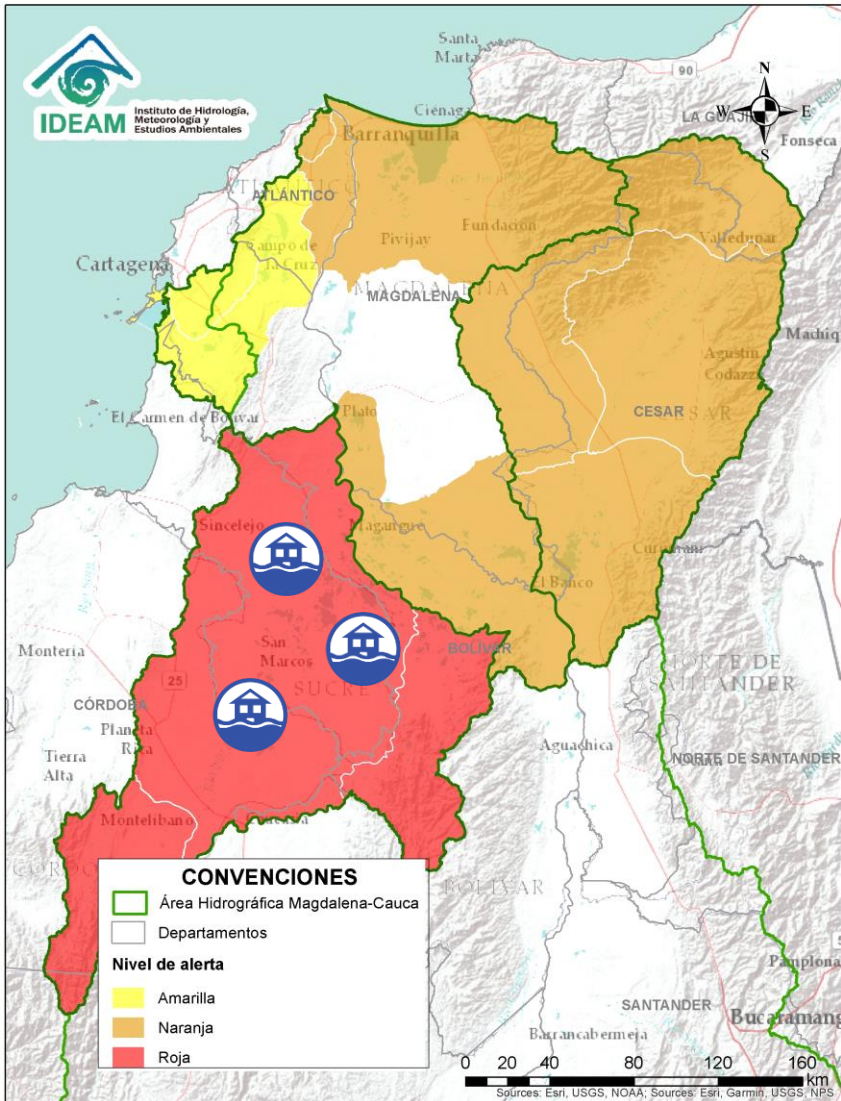 IDEAM
Instituto de Hidrología,
Meteorología y
Estudios Ambientales
Santa
Marta
90
N
W
E
S
LA GUAJIR
Ciénaga
Barranquilla
Fonseca
ATLÁNTICO
Valledupar
Fundación
Pivijay
Campo de
la Cruz
Cartagena
MAGDALENA
Machiq
Agustín
Codazzi
El Carmen de Bolívar
Plato
CESAR
Sincelejo
Magangué
Curumaní
El Banco
Montería
San
Marcos
BOLÍVAR
SUCRE
25
NORTE DE
SANTANDER
CÓRDOBA
Planeta
Rica
Aguachica
Tierra
Alta
NORTE DE SANTANDER
Montelíbano
Caucasia
BOLÍVAR
CONVENCIONES
Área Hidrográfica Magdalena-Cauca
Departamentos
Nivel de alerta
Amarilla
Naranja
Roja
Pamplona
SANTANDER
Bucaramang
Barrancabermeja
0 20 40 80 120 160
km
Sources: Esri, USGS, NOAA; Sources: Esri, Garmin, USGS, NPS